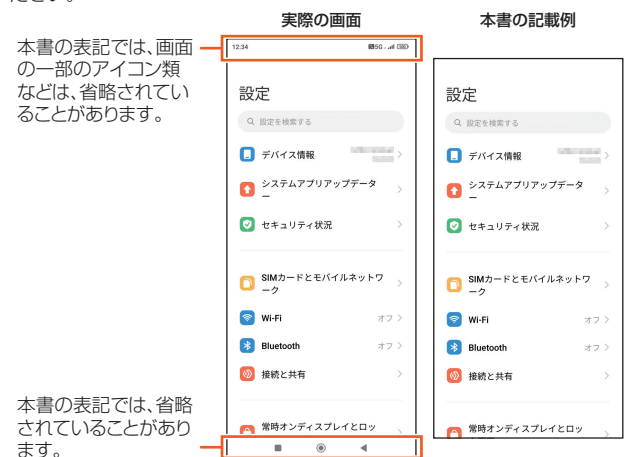 ださい。
実際の画面
本書の記載例
本書の表記では、画面
の一部のアイコン類
などは、省略されてい
ることがあります。
12:34
5G
設定
設定を検索する
デバイス情報
システムアプリアップデータ
ー
セキュリティ状況
SIMカードとモバイルネットワ
ーク
Wi-Fi
オフ
Bluetooth
オフ
接続と共有
常時オンディスプレイとロッ
本書の表記では、省略
されていることがあり
ます。
設定
設定を検索する
デバイス情報
システムアプリアップデータ
ー
セキュリティ状況
SIMカードとモバイルネットワ
ーク
Wi-Fi
オフ
Bluetooth
オフ
接続と共有
常時オンディスプレイとロッ